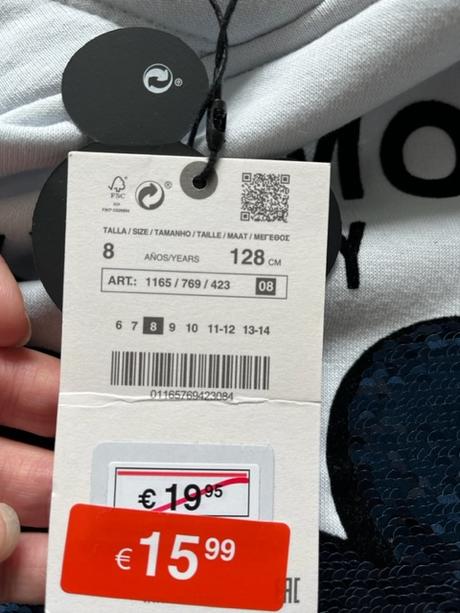 MO
Y
FSC
TALLA / SIZE / TAMANHO / TAILLE / MAAT / ΜΕΓΕΘΟΣ
8 AÑOS/YEARS 128 CM
ART.: 1165 / 769 / 423 08
6 7 8 9 10 11-12 13-14
01165769423084
€ 19 95
€ 15 99
EAC